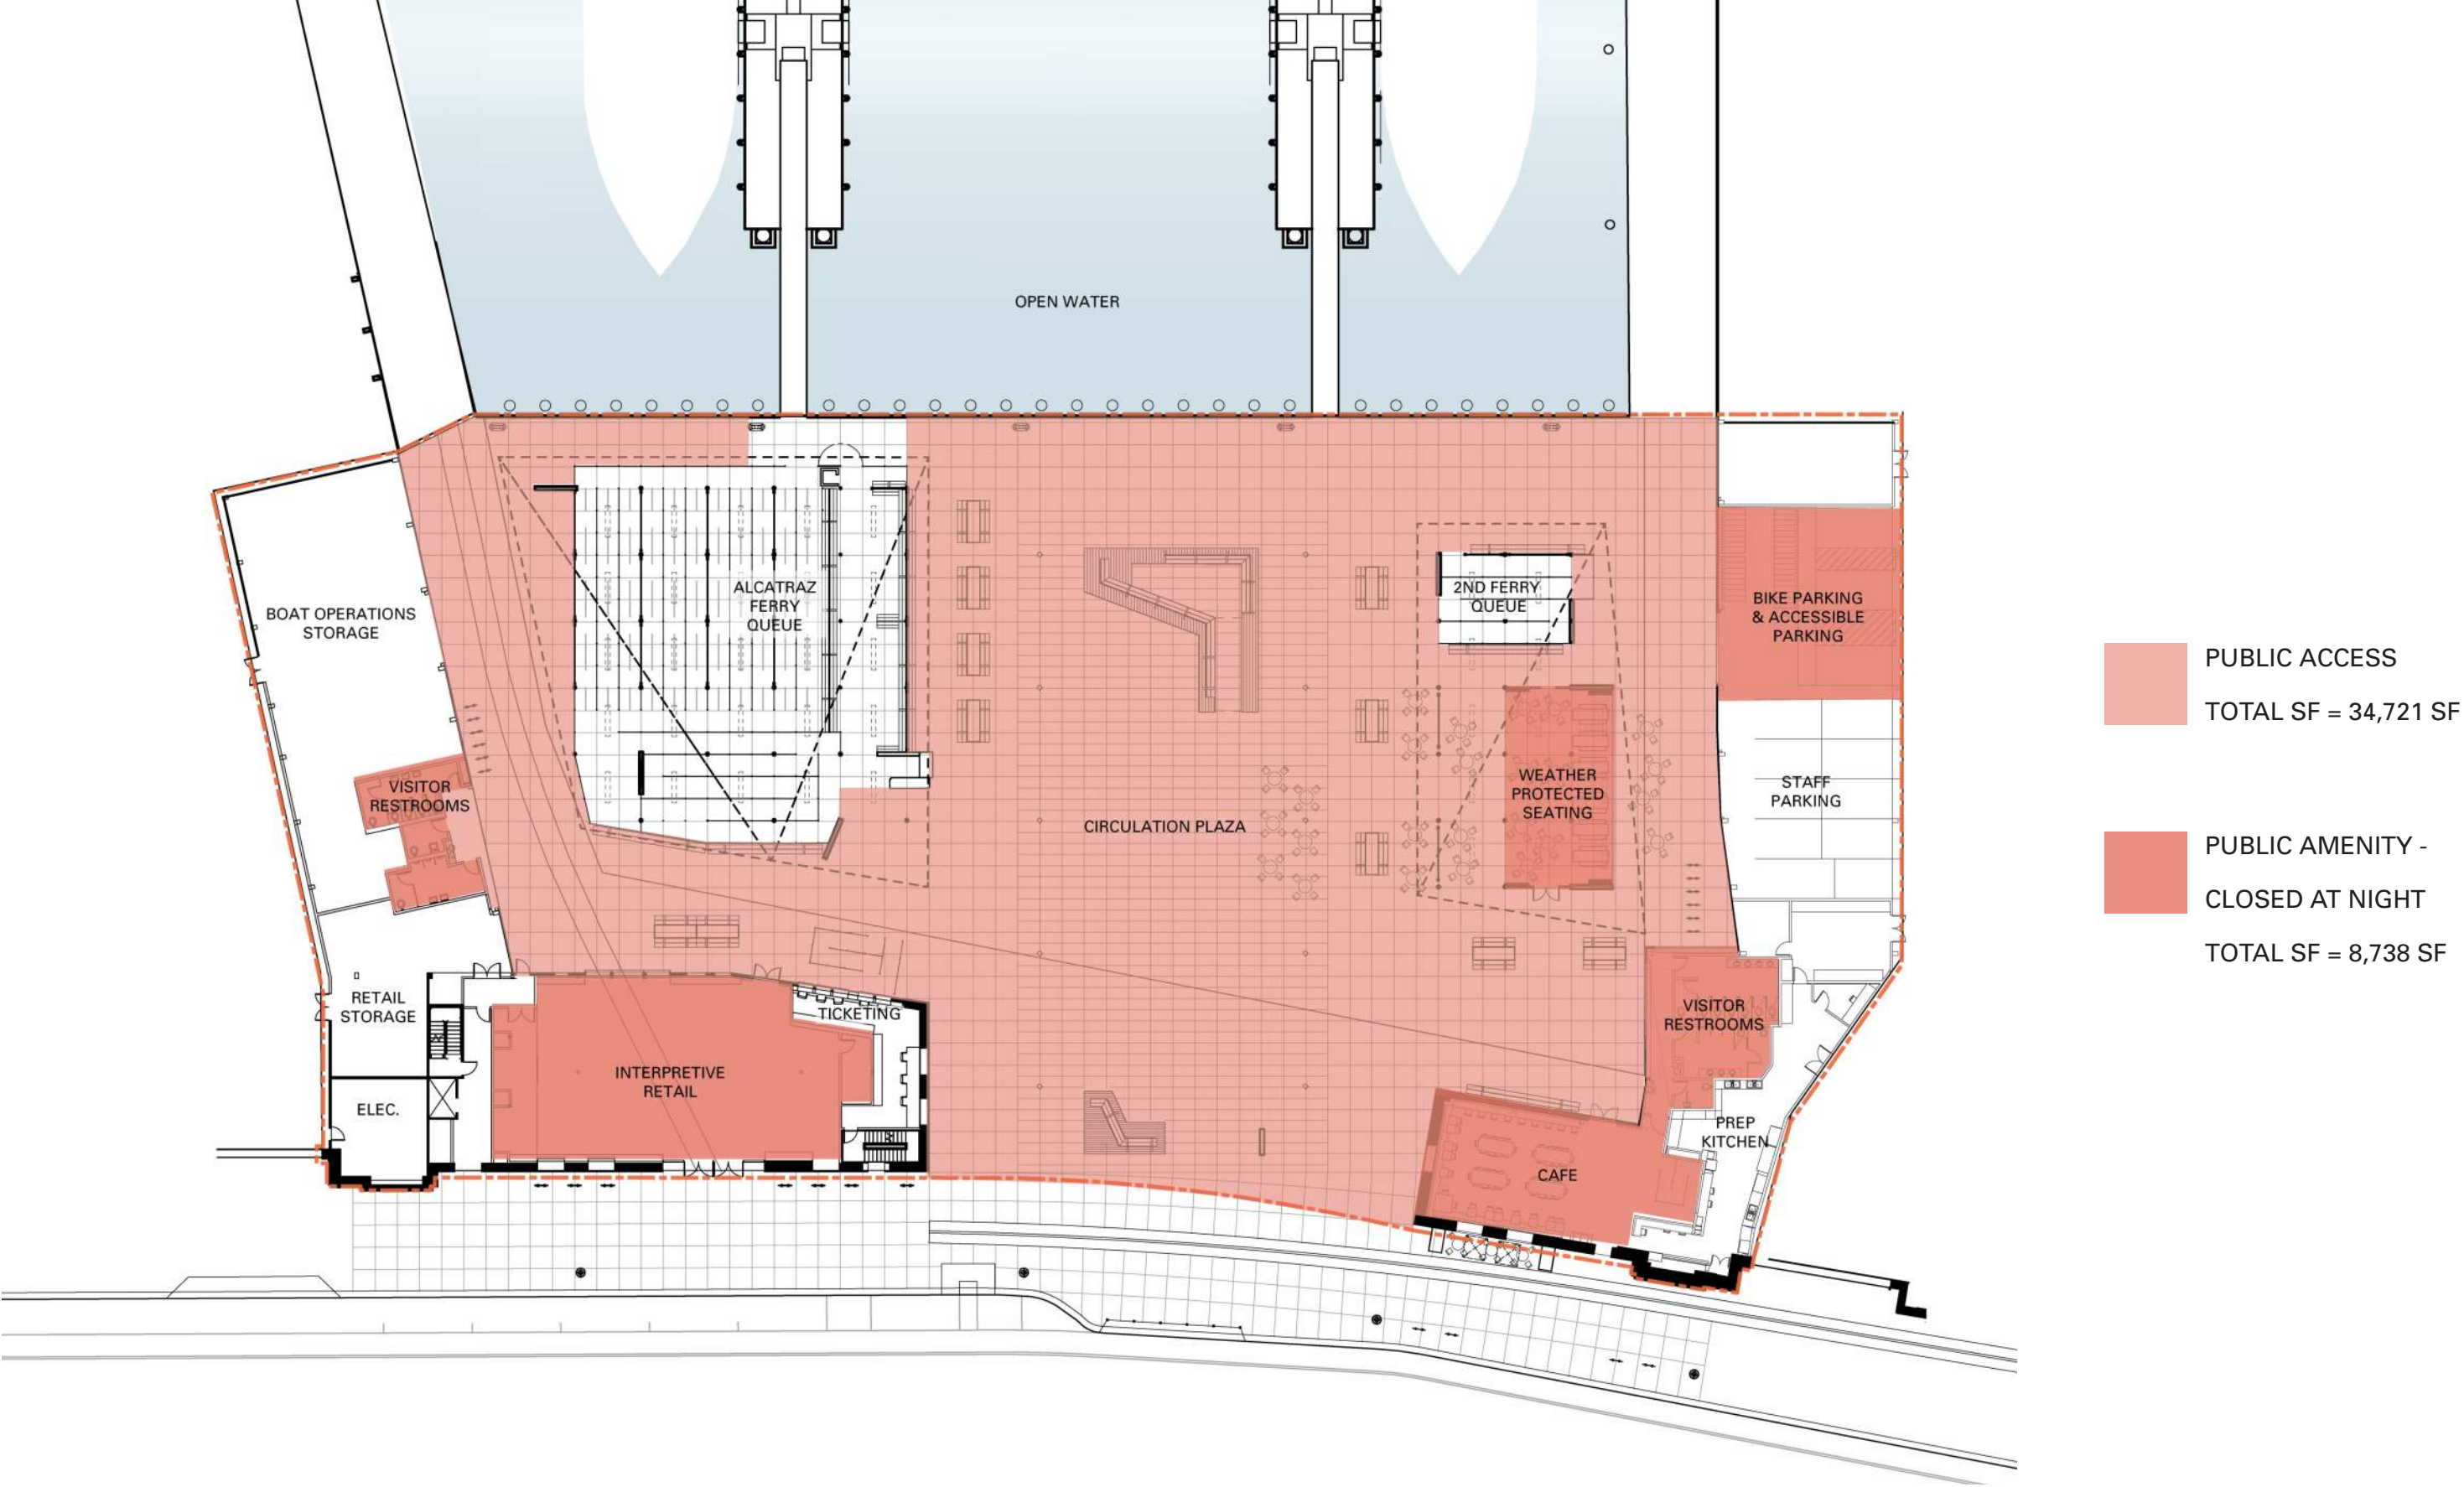 OPEN WATER
ALCATRAZ
FERRY
QUEUE
2ND FERRY
QUEUE
BOAT OPERATIONS
STORAGE
BIKE PARKING
& ACCESSIBLE
PARKING
VISITOR
RESTROOMS
WEATHER
PROTECTED
SEATING
STAFF
PARKING
CIRCULATION PLAZA
RETAIL
STORAGE
TICKETING
VISITOR
RESTROOMS
INTERPRETIVE
RETAIL
ELEC.
PREP
KITCHEN
CAFE
PUBLIC ACCESS
TOTAL SF = 34,721 SF
PUBLIC AMENITY -
CLOSED AT NIGHT
TOTAL SF = 8,738 SF